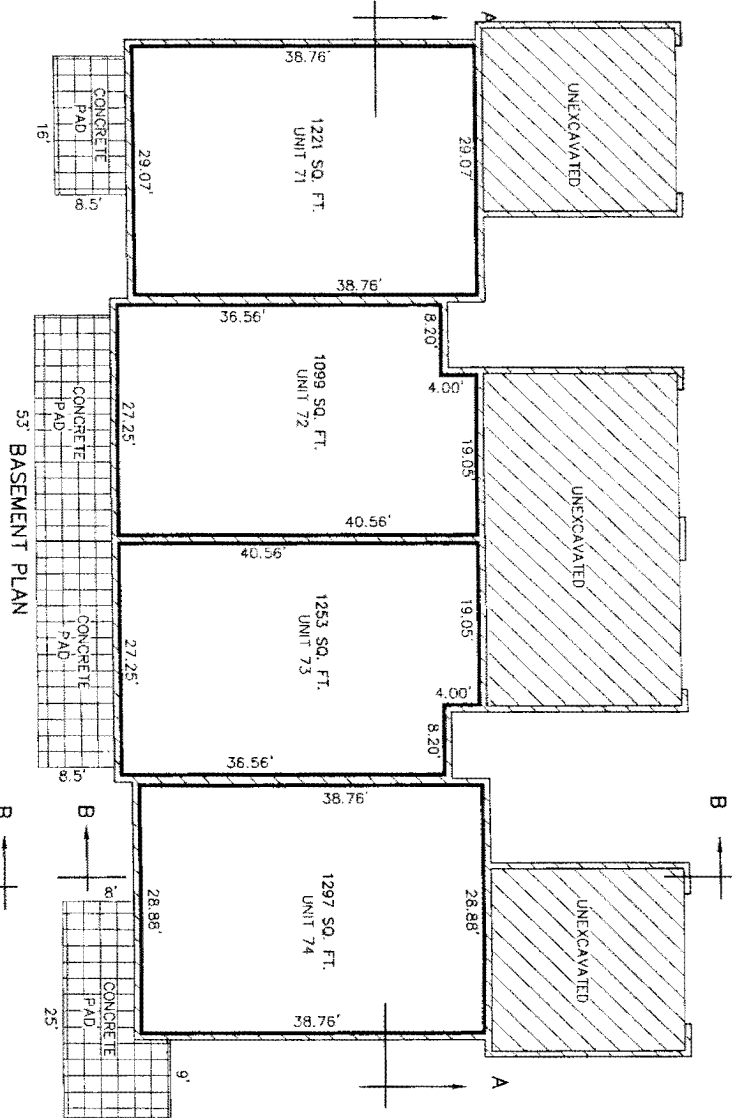 A
UNEXCAVATED
38.76'
1221 SQ. FT.
UNIT 71
29.07'
29.07'
38.76'
CONCRETE
PAD
16'
8.5'
36.56'
8.20'
4.00'
1099 SQ. FT.
UNIT 72
27.25'
19.05'
40.56'
UNEXCAVATED
CONCRETE
PAD
53'
BASEMENT PLAN
40.56'
19.05'
1253 SQ. FT.
UNIT 73
27.25'
4.00'
8.20'
36.56'
CONCRETE
PAD
8.5'
B
B
B
38.76'
1297 SQ. FT.
UNIT 74
28.88'
28.88'
38.76'
UNEXCAVATED
8'
CONCRETE
PAD
25'
9'
A